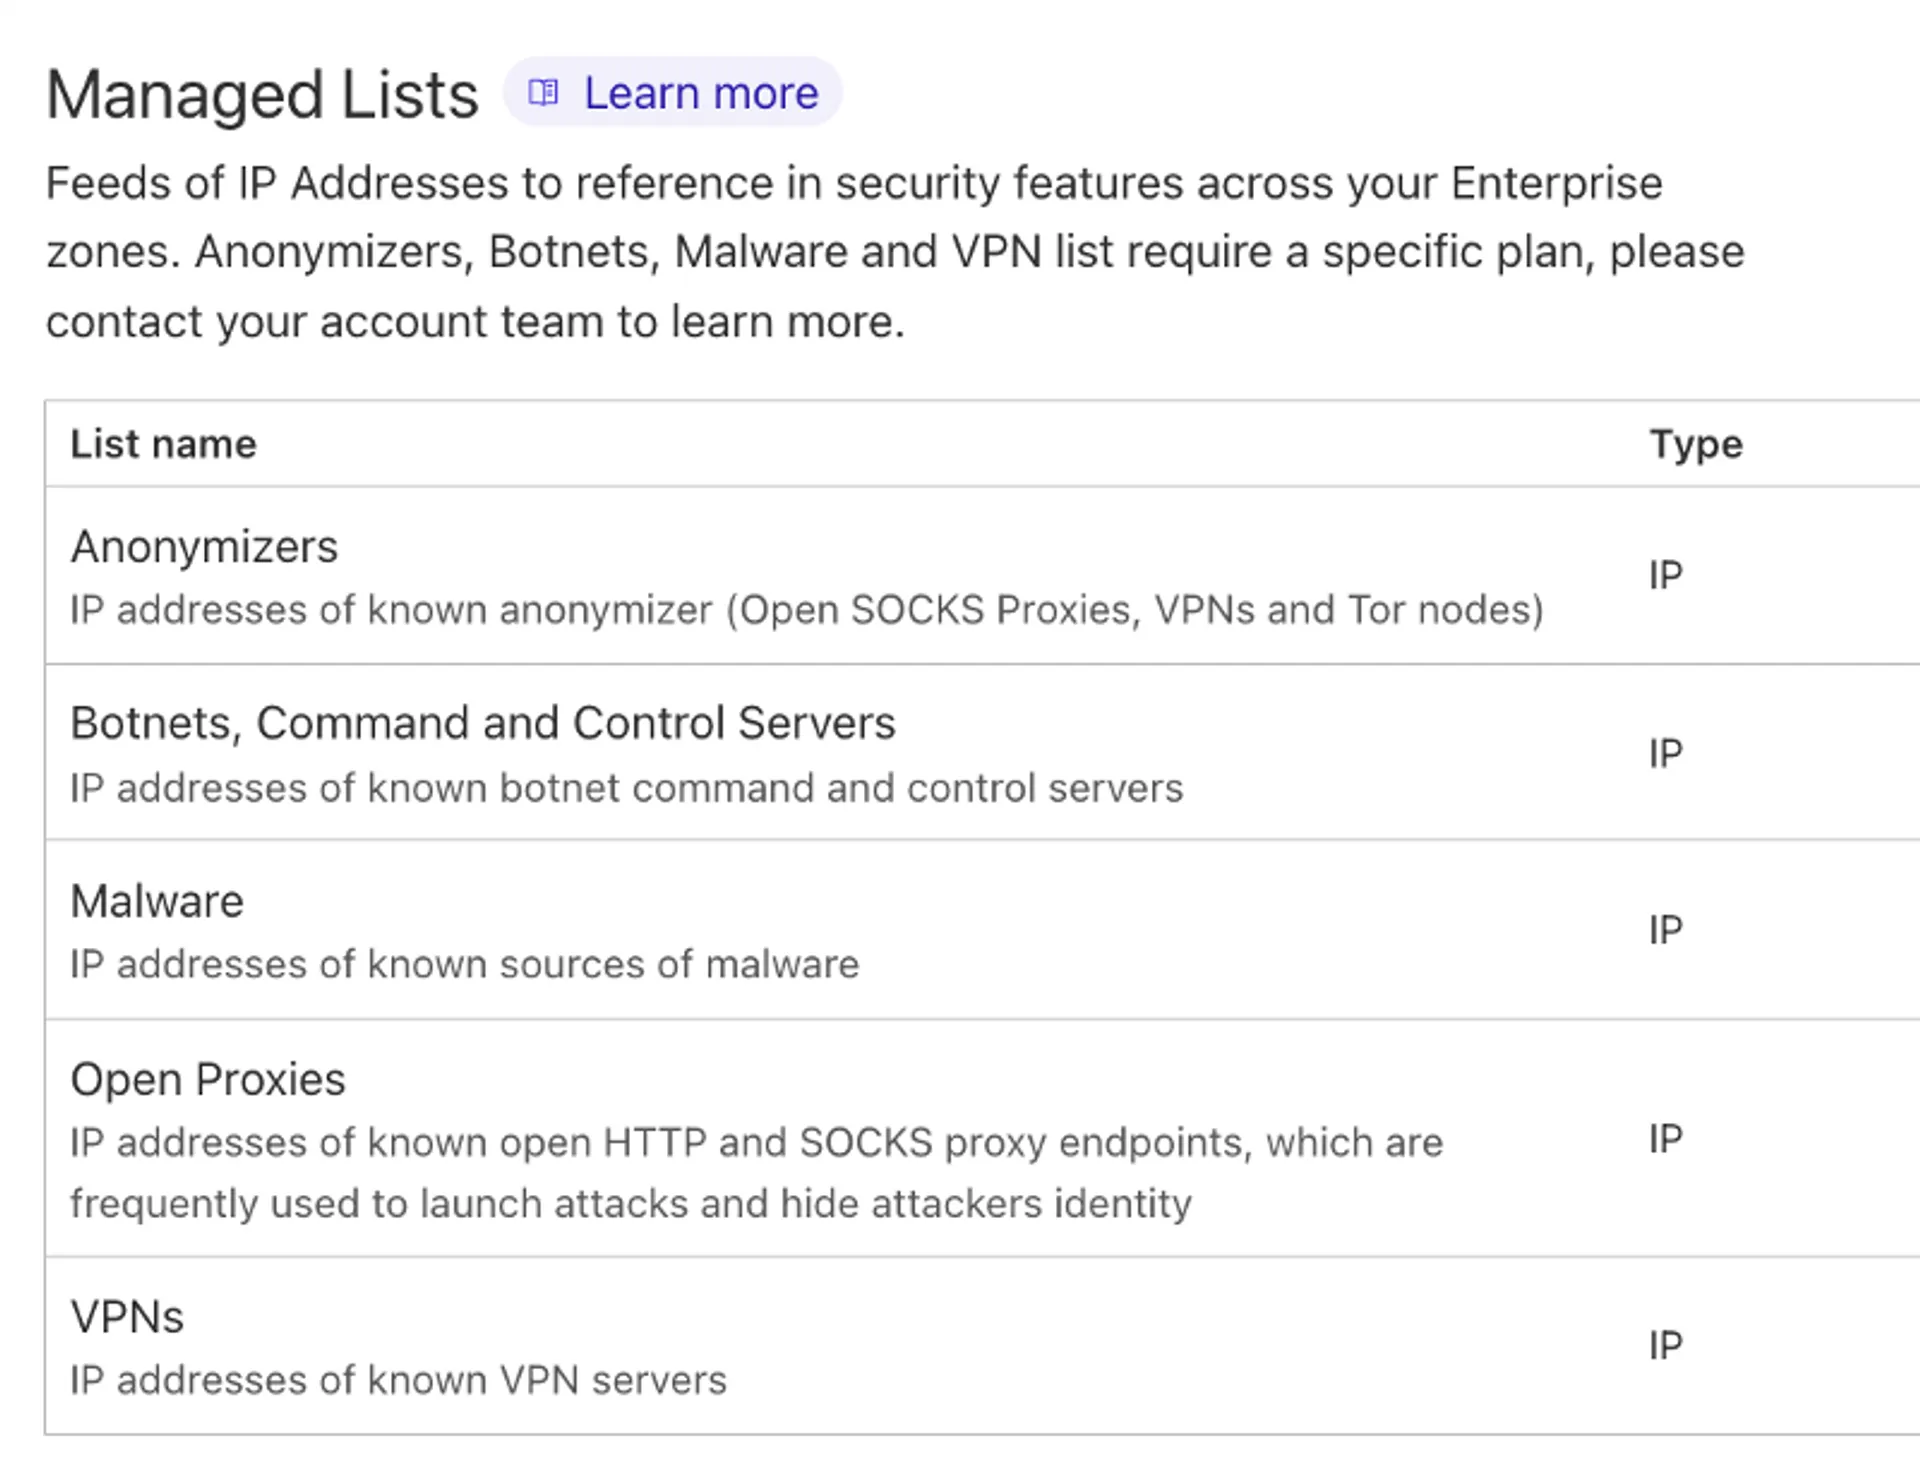 Managed Lists Learn more
Feeds of IP Addresses to reference in security features across your Enterprise
zones. Anonymizers, Botnets, Malware and VPN list require a specific plan, please
contact your account team to learn more.
List name Type
Anonymizers
IP addresses of known anonymizer (Open SOCKS Proxies, VPNs and Tor nodes)
IP
Botnets, Command and Control Servers
IP addresses of known botnet command and control servers
IP
Malware
IP addresses of known sources of malware
IP
Open Proxies
IP addresses of known open HTTP and SOCKS proxy endpoints, which are
frequently used to launch attacks and hide attackers identity
IP
VPNs
IP addresses of known VPN servers
IP